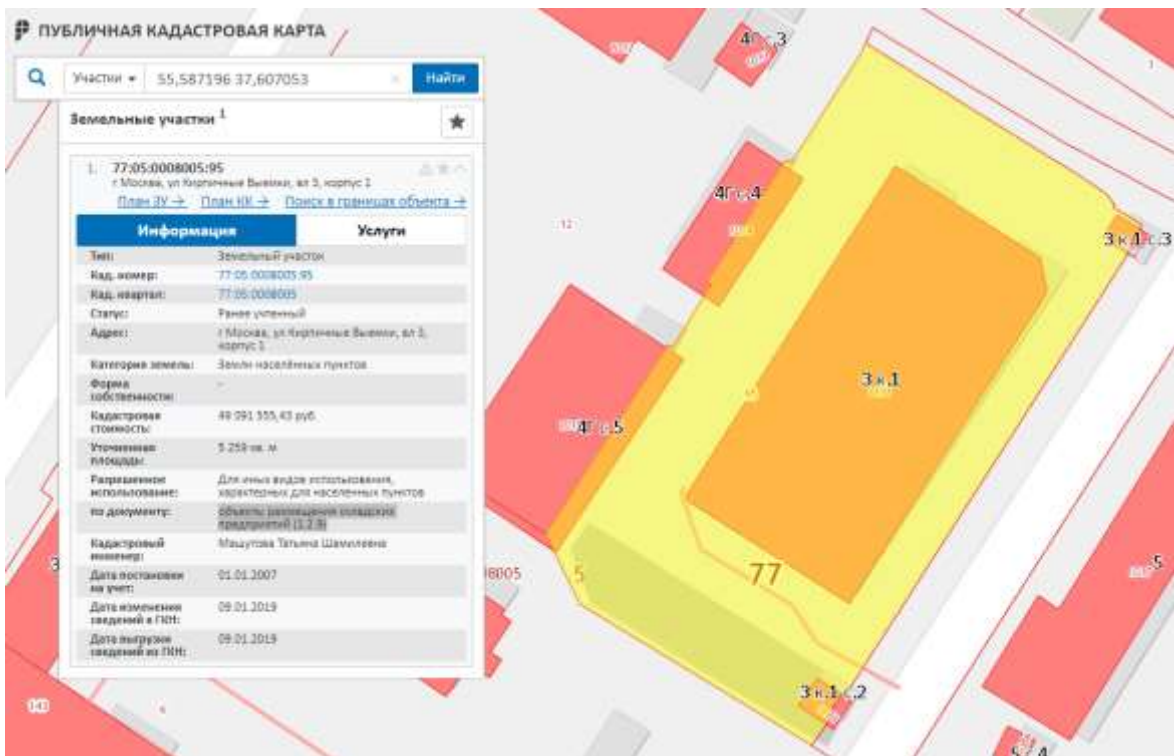 ПУБЛИЧНАЯ КАДАСТРОВАЯ КАРТА
Участки 55,587196 37,607053 × Найти
Земельные участки 1
1. 77:05:0008005:95
г Москва, ул Кирпичные Выемки, вл 3, корпус 1
План ЗУ → План КК → Поиск в границах объекта →
Информация Услуги
Тип: Земельный участок
Кад. номер: 77:05:0008005:95
Кад. квартал: 77:05:0008005
Статус: Ранее учтенный
Адрес: г Москва, ул Кирпичные Выемки, вл 3,
корпус 1
Категория земель: Земли населённых пунктов
Форма
собственности: -
Кадастровая
стоимость: 49 091 555,43 руб.
Уточненная
площадь: 5 259 кв. м
Разрешенное
использование: Для иных видов использования,
характерных для населенных пунктов
по документу: объекты размещения складских
предприятий (1.2.9)
Кадастровый
инженер: Машутова Татьяна Шамилевна
Дата постановки
на учет: 01.01.2007
Дата изменения
сведений в ГКН: 09.01.2019
Дата выгрузки
сведений из ГКН: 09.01.2019
4Г с.3
4Г с.4
12
3 к.1 с.3
3 к.1
4Г с.5
5
77
3 к.1 с.2
143